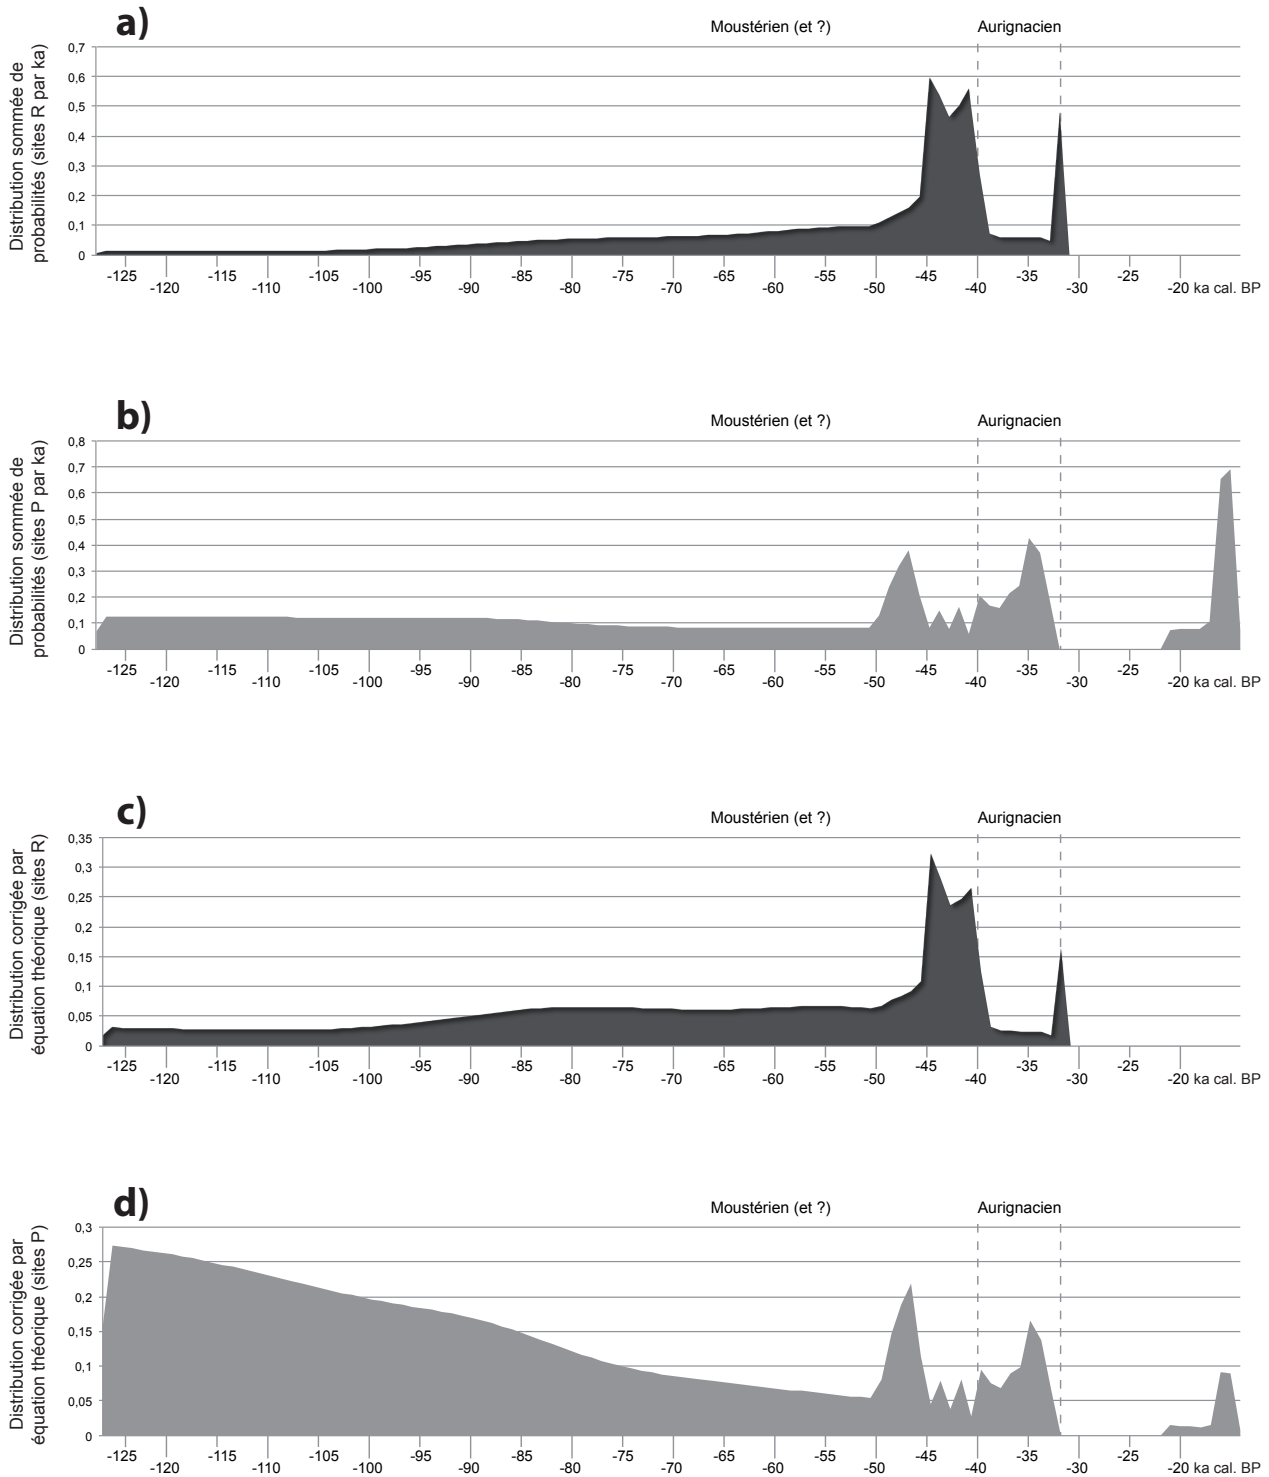 a)
Moustérien (et ?) Aurignacien
Distribution sommée de
probabilités (sites R par ka)
0,7
0,6
0,5
0,4
0,3
0,2
0,1
0
-125 -115 -105 -95 -85 -75 -65 -55 -45 -35 -25
-120 -110 -100 -90 -80 -70 -60 -50 -40 -30 -20 ka cal. BP
b)
Moustérien (et ?) Aurignacien
Distribution sommée de
probabilités (sites P par ka)
0,8
0,7
0,6
0,5
0,4
0,3
0,2
0,1
0
-125 -115 -105 -95 -85 -75 -65 -55 -45 -35 -25
-120 -110 -100 -90 -80 -70 -60 -50 -40 -30 -20 ka cal. BP
c)
Moustérien (et ?) Aurignacien
Distribution corrigée par
équation théorique (sites R)
0,35
0,3
0,25
0,2
0,15
0,1
0,05
0
-125 -115 -105 -95 -85 -75 -65 -55 -45 -35 -25
-120 -110 -100 -90 -80 -70 -60 -50 -40 -30 -20 ka cal. BP
d)
Moustérien (et ?) Aurignacien
Distribution corrigée par
équation théorique (sites P)
0,3
0,25
0,2
0,15
0,1
0,05
0
-125 -115 -105 -95 -85 -75 -65 -55 -45 -35 -25
-120 -110 -100 -90 -80 -70 -60 -50 -40 -30 -20 ka cal. BP